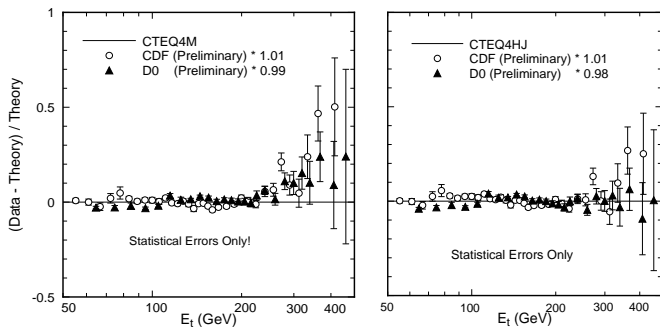 1
0.5
0
-0.5
(Data - Theory) / Theory
CTEQ4M
CDF (Preliminary) * 1.01
D0 (Preliminary) * 0.99
Statistical Errors Only!
50
100
200
300
400
E_t (GeV)
CTEQ4HJ
CDF (Preliminary) * 1.01
D0 (Preliminary) * 0.98
Statistical Errors Only
50
100
200
300
400
E_t (GeV)